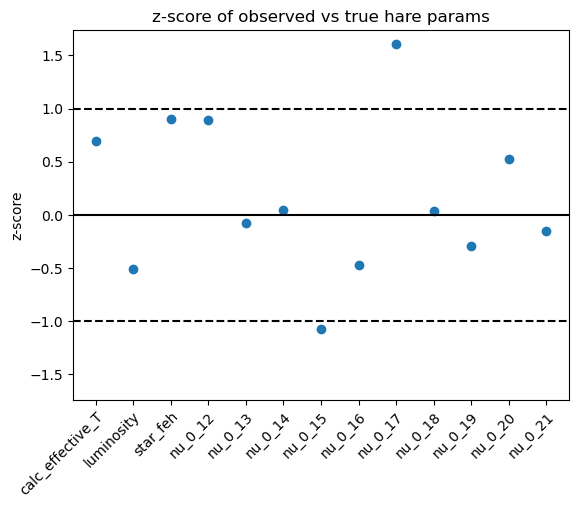 z-score of observed vs true hare params
z-score
1.5
1.0
0.5
0.0
−0.5
−1.0
−1.5
calc_effective_T
luminosity
star_feh
nu_0_12
nu_0_13
nu_0_14
nu_0_15
nu_0_16
nu_0_17
nu_0_18
nu_0_19
nu_0_20
nu_0_21